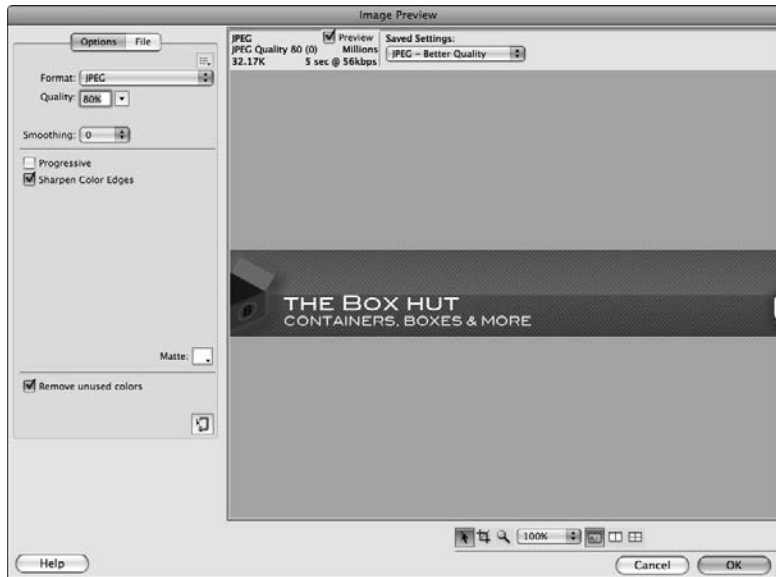 Image Preview
Options File
Format: JPEG
Quality: 80%
Smoothing: 0
Progressive
Sharpen Color Edges
Matte:
Remove unused colors
JPEG Preview
JPEG Quality 80 (0) Millions
32.17K 5 sec @ 56kbps
Saved Settings:
JPEG – Better Quality
THE BOX HUT
CONTAINERS, BOXES & MORE
100%
Help
Cancel OK